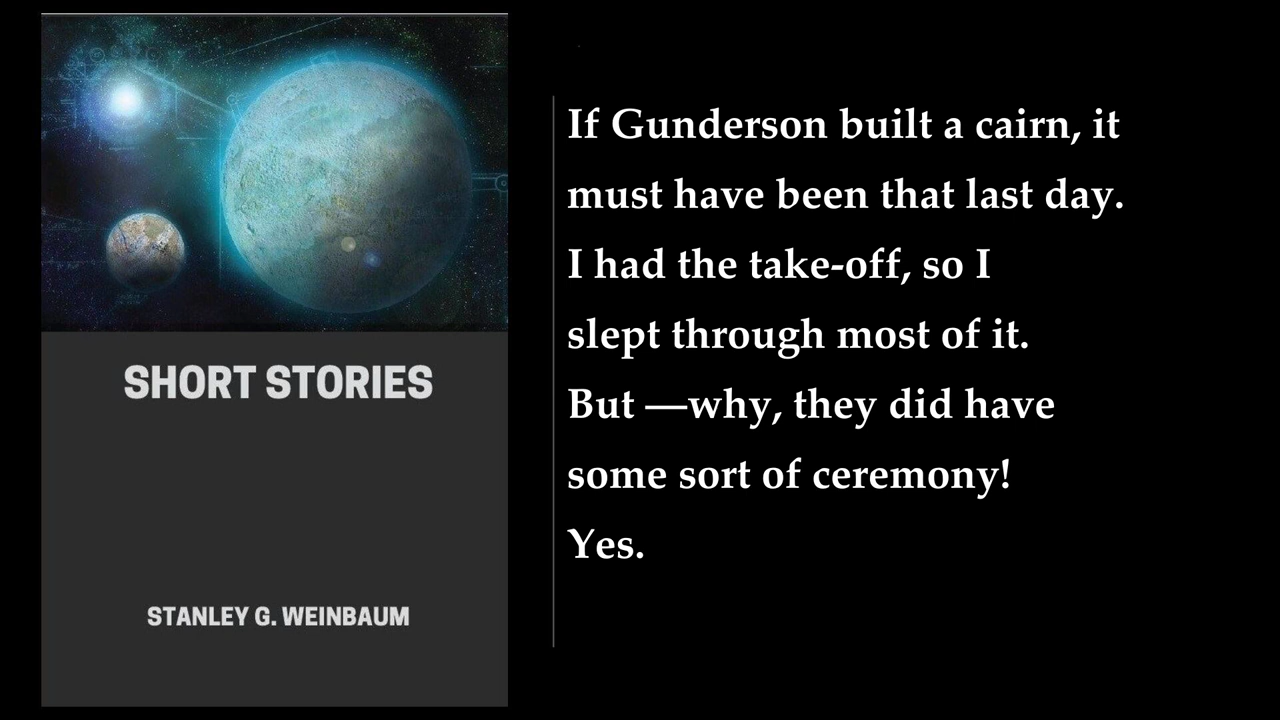 SHORT STORIES
STANLEY G. WEINBAUM
If Gunderson built a cairn, it
must have been that last day.
I had the take-off, so I
slept through most of it.
But —why, they did have
some sort of ceremony!
Yes.